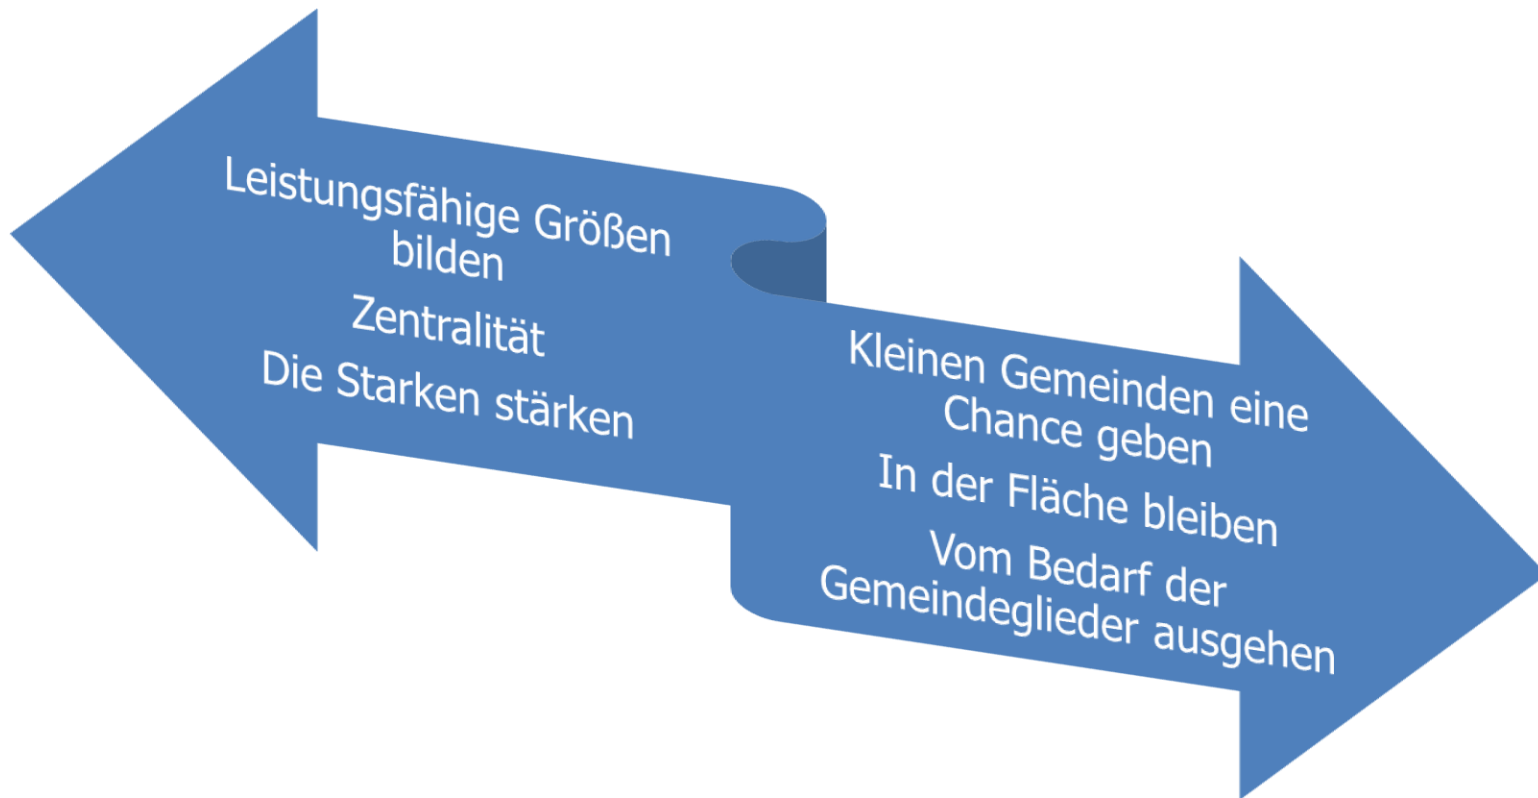 Leistungsfähige Größen
bilden
Zentralität
Die Starken stärken
Kleinen Gemeinden eine
Chance geben
In der Fläche bleiben
Vom Bedarf der
Gemeindeglieder ausgehen